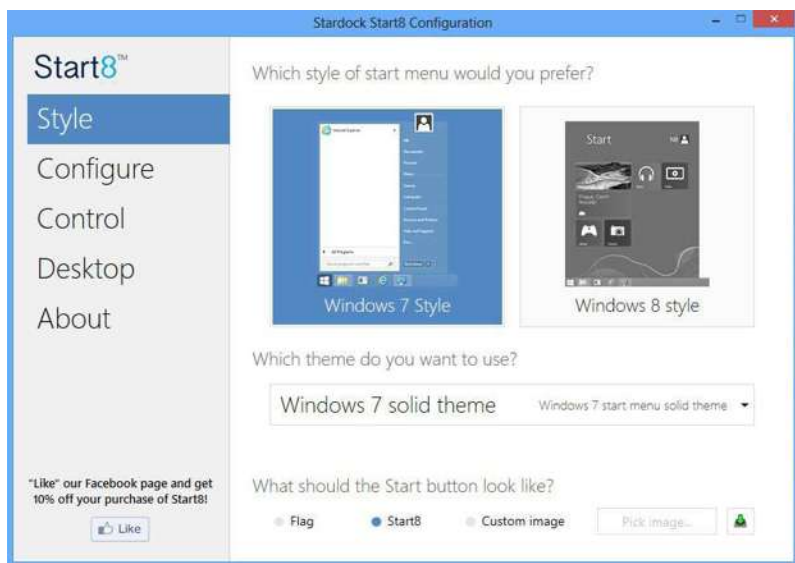 Stardock Start8 Configuration
Start8™
Which style of start menu would you prefer?
Style
Configure
Control
Desktop
About
Start
Windows 7 Style
Windows 8 style
Which theme do you want to use?
Windows 7 solid theme
Windows 7 start menu solid theme
"Like" our Facebook page and get
10% off your purchase of Start8!
Like
What should the Start button look like?
Flag
Start8
Custom image
Pick image...